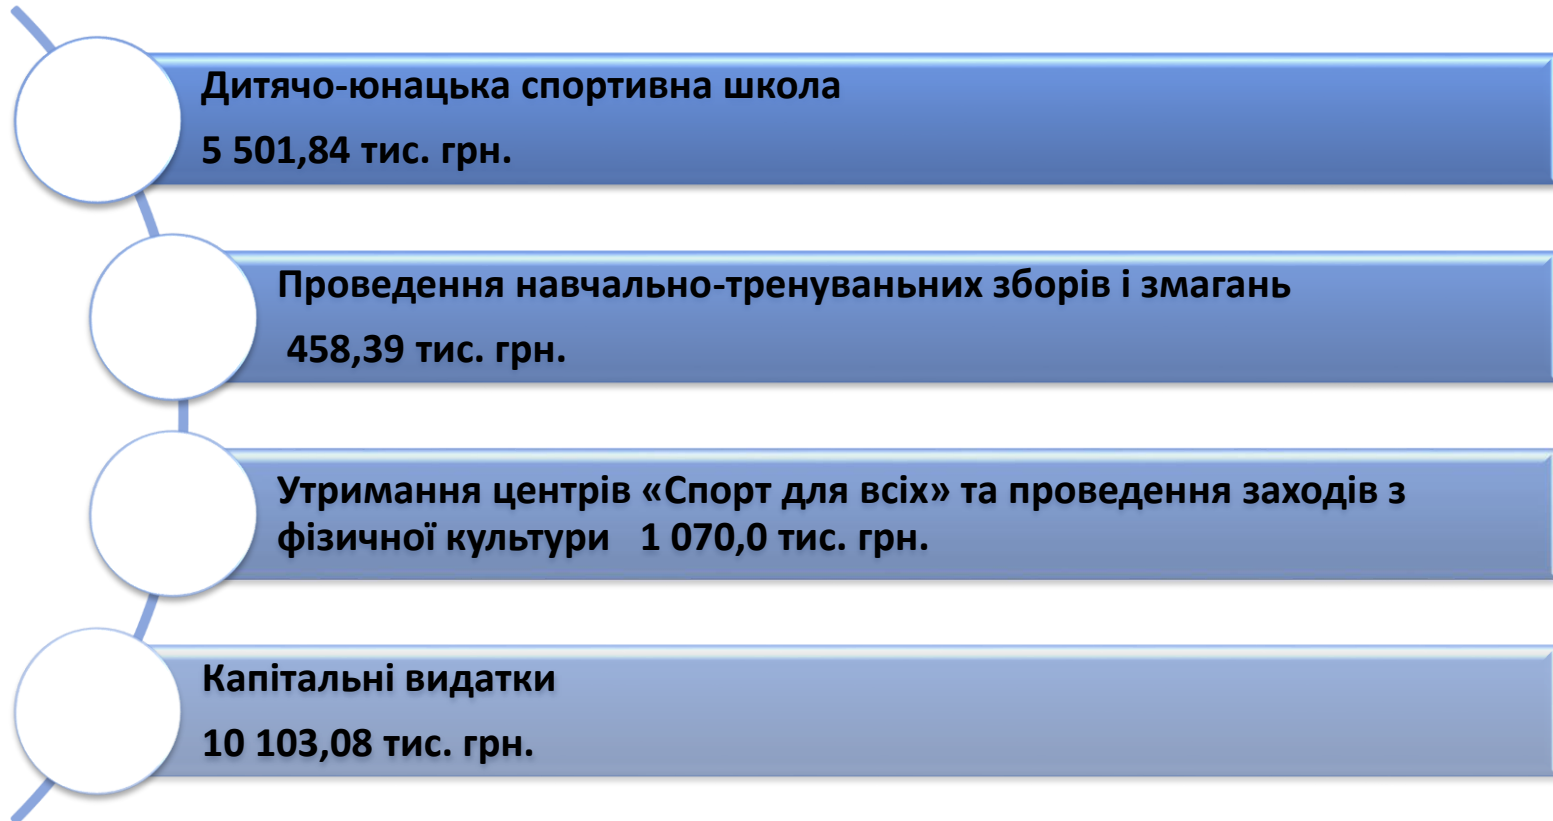 Дитячо-юнацька спортивна школа
5 501,84 тис. грн.
Проведення навчально-тренуваньних зборів і змагань
458,39 тис. грн.
Утримання центрів «Спорт для всіх» та проведення заходів з
фізичної культури   1 070,0 тис. грн.
Капітальні видатки
10 103,08 тис. грн.